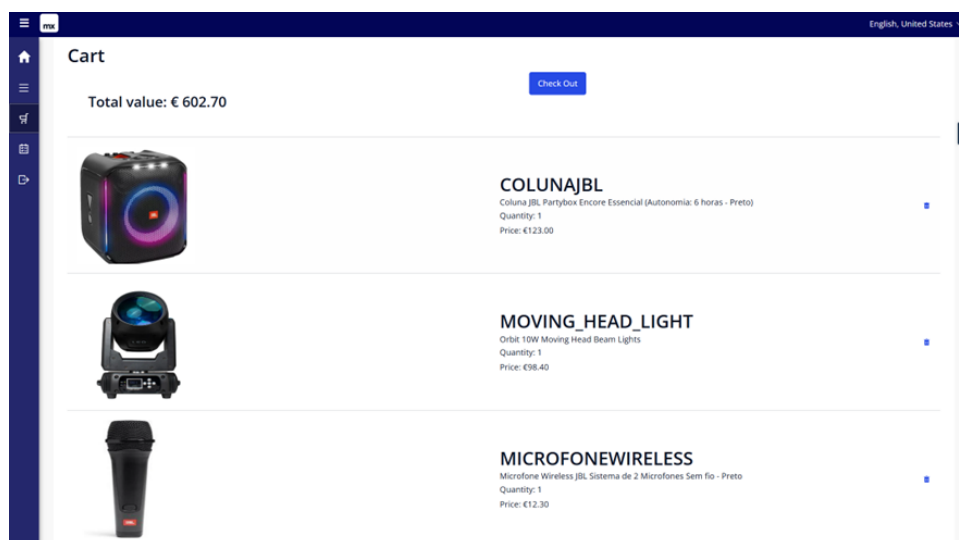 mx
English, United States
Cart
Check Out
Total value: € 602.70
COLUNAJBL
Coluna JBL Partybox Encore Essencial (Autonomia: 6 horas - Preto)
Quantity: 1
Price: €123.00
MOVING_HEAD_LIGHT
Orbit 10W Moving Head Beam Lights
Quantity: 1
Price: €98.40
MICROFONEWIRELESS
Microfone Wireless JBL Sistema de 2 Microfones Sem fio - Preto
Quantity: 1
Price: €12.30
JBL